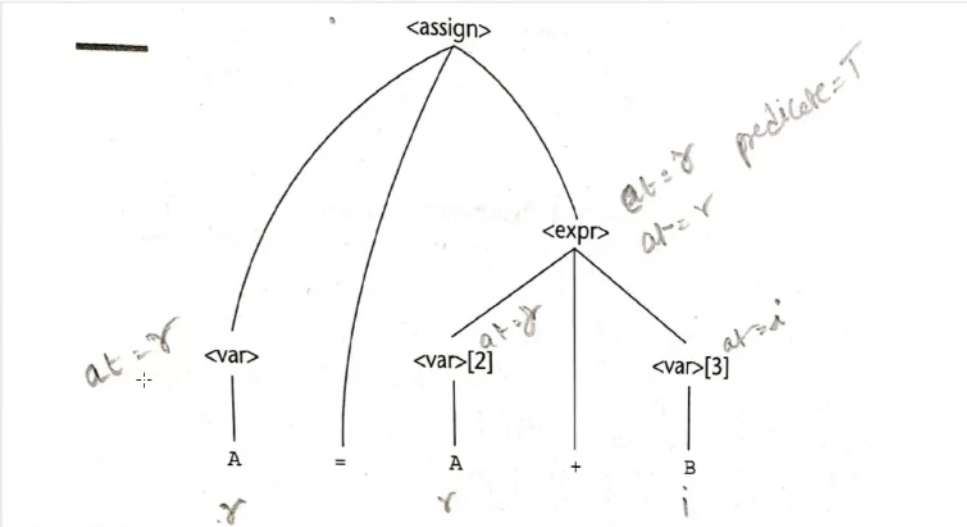 <assign>
predicate=T
at=r
at=r
<expr>
at=r
at=i
at=r
<var>
<var>[2]
<var>[3]
A = A + B
r r i